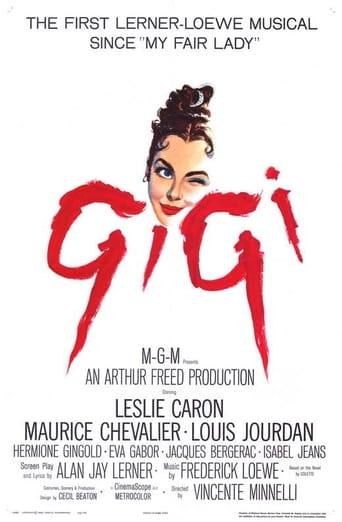 THE FIRST LERNER-LOEWE MUSICAL
SINCE "MY FAIR LADY"
GiGi
M-G-M Presents
AN ARTHUR FREED PRODUCTION
Starring
LESLIE CARON
MAURICE CHEVALIER · LOUIS JOURDAN
HERMIONE GINGOLD · EVA GABOR · JACQUES BERGERAC · ISABEL JEANS
Screen Play and Lyrics by ALAN JAY LERNER · Music by FREDERICK LOEWE · Based on the Novel by COLETTE
Costumes, Scenery & Production Design by CECIL BEATON · In CinemaScope And METROCOLOR · Directed by VINCENTE MINNELLI